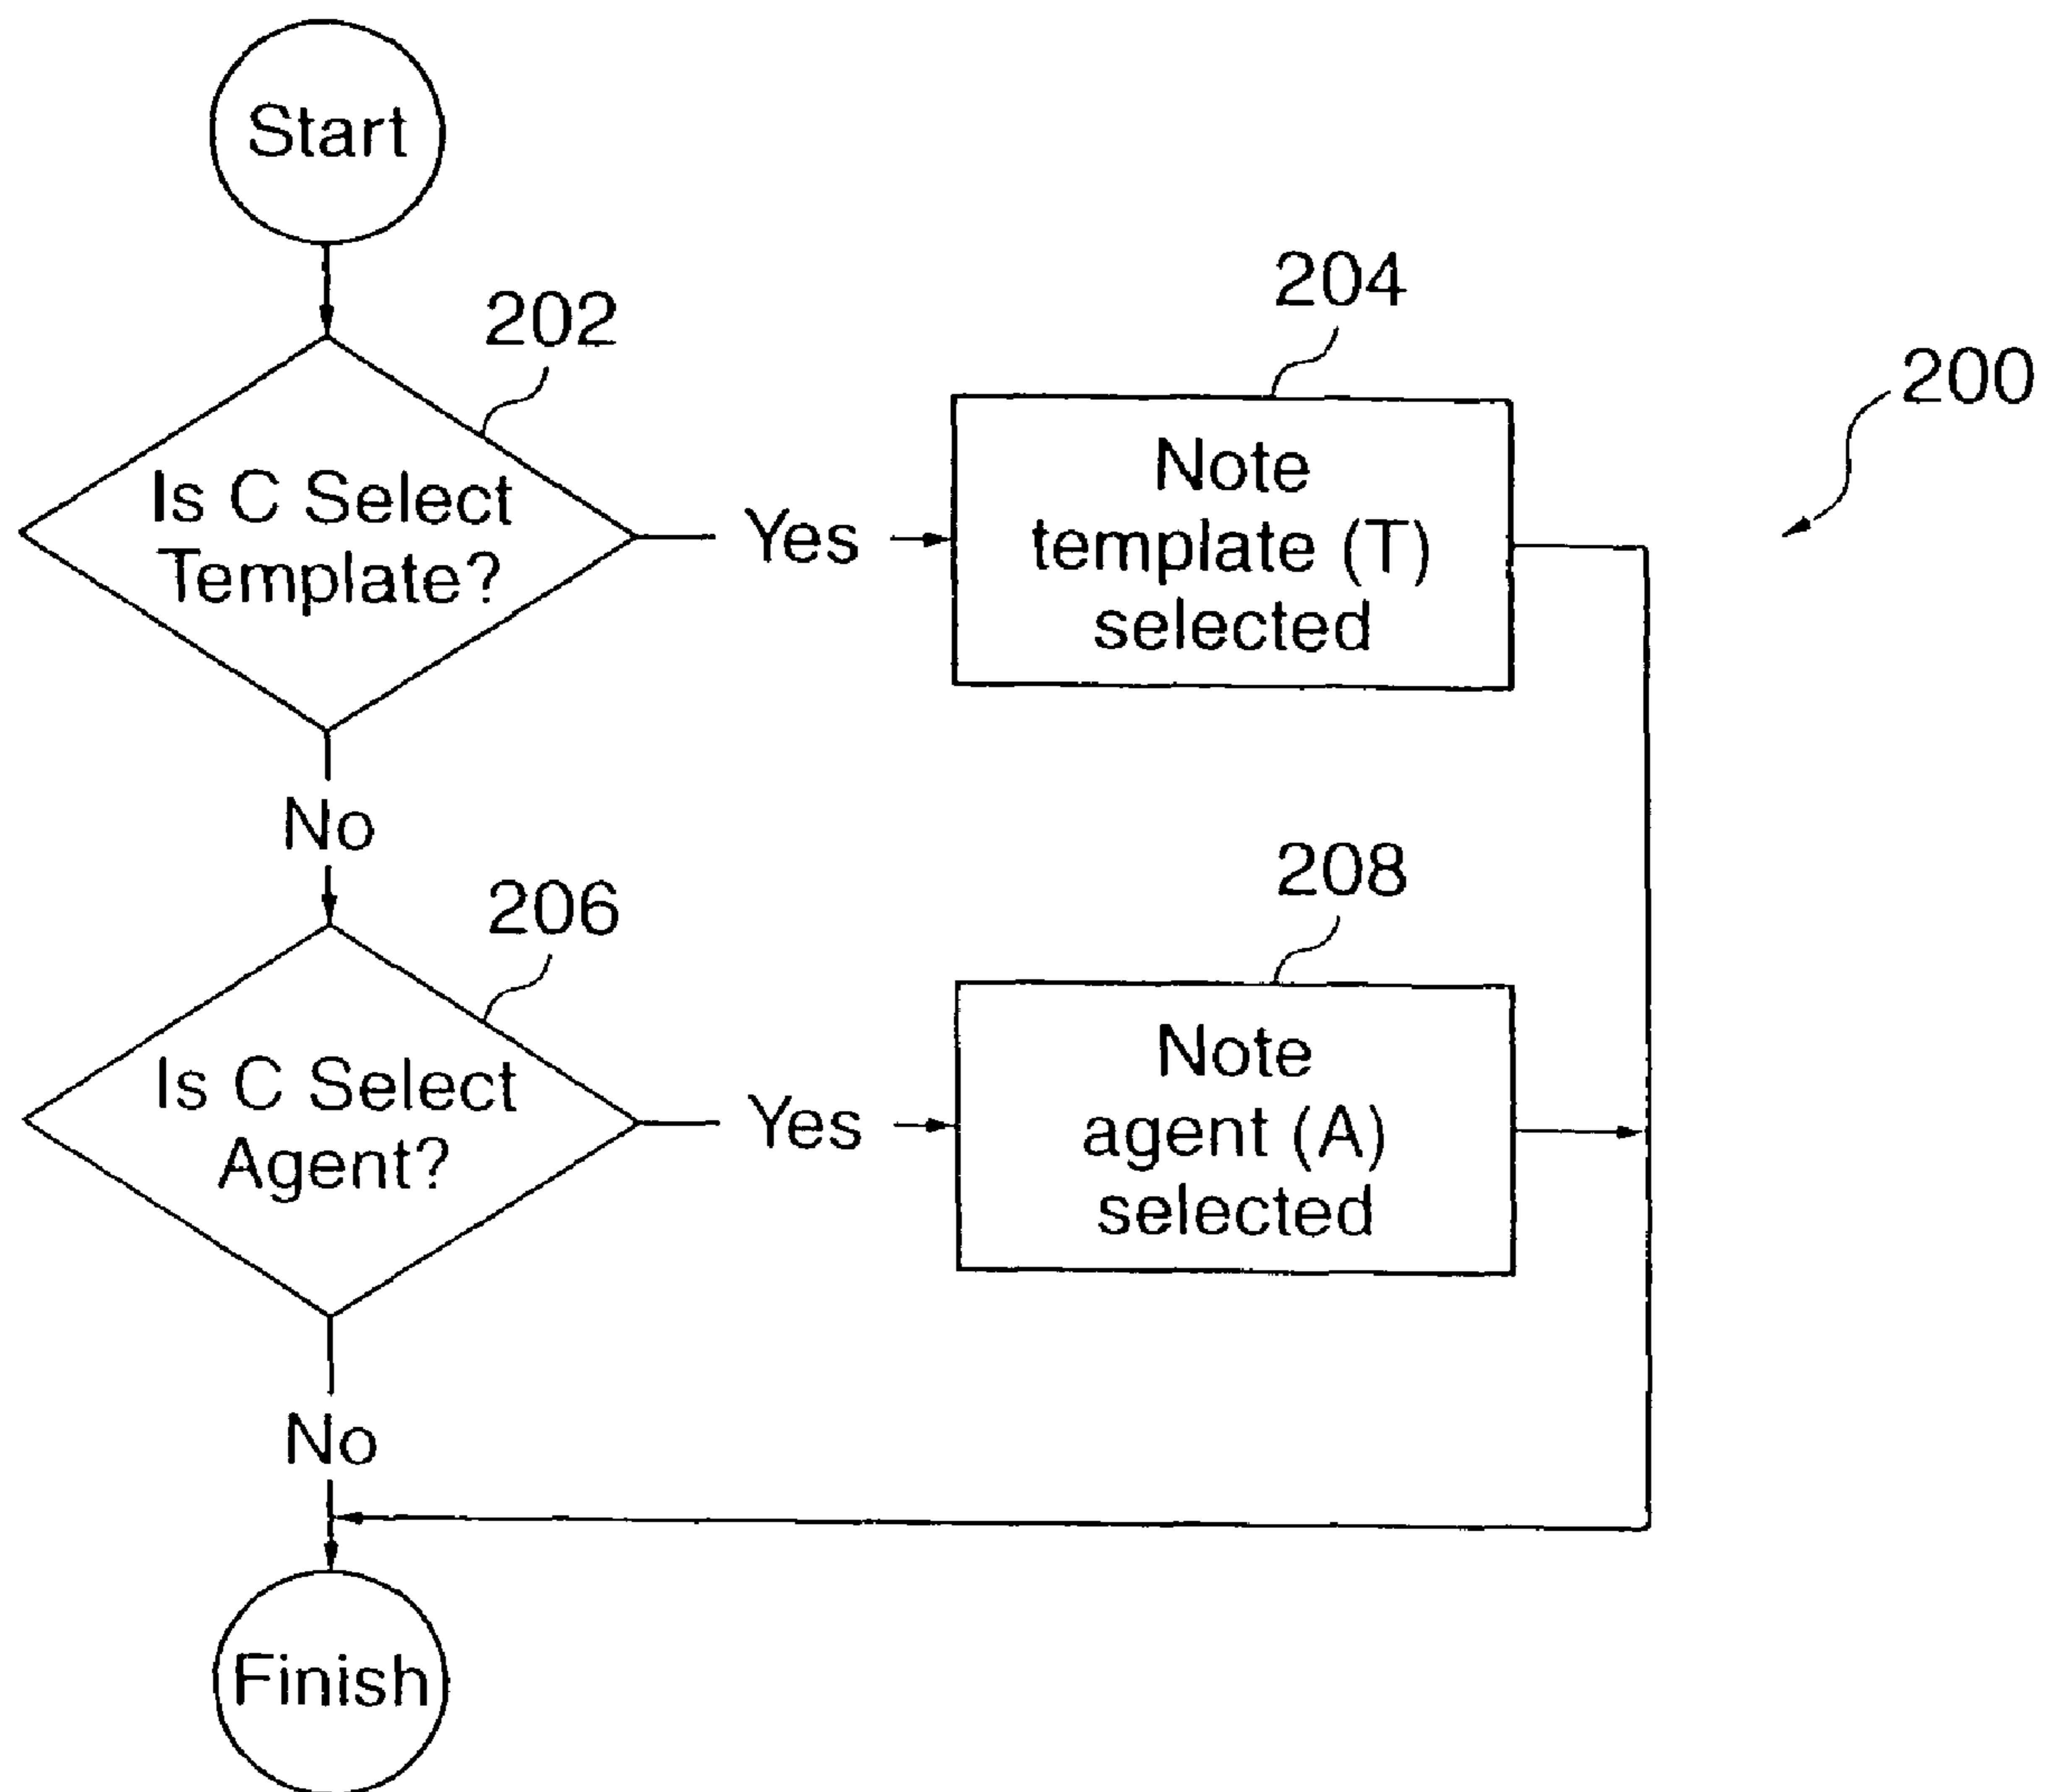 Start
202
Is C Select
Template?
Yes
204
Note
template (T)
selected
200
No
206
Is C Select
Agent?
Yes
208
Note
agent (A)
selected
No
Finish